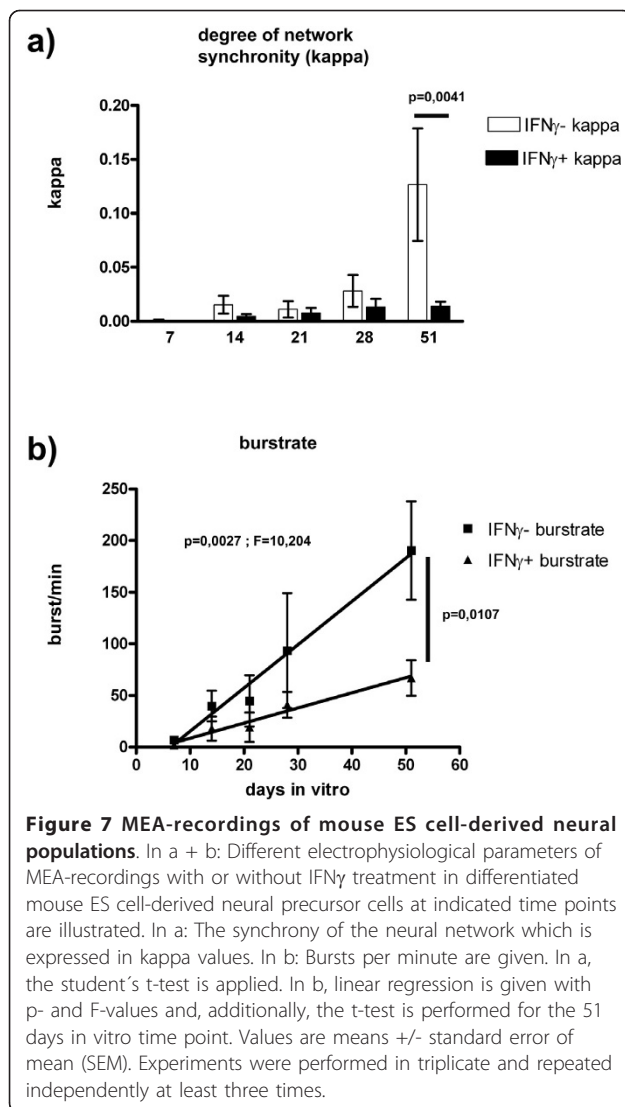 a)
degree of network
synchronity (kappa)
p=0,0041
IFNγ- kappa
IFNγ+ kappa
kappa
0.20
0.15
0.10
0.05
0.00
7 14 21 28 51
b)
burstrate
p=0,0027 ; F=10,204
IFNγ- burstrate
IFNγ+ burstrate
p=0,0107
burst/min
250
200
150
100
50
0
0 10 20 30 40 50 60
days in vitro
Figure 7 MEA-recordings of mouse ES cell-derived neural
populations. In a + b: Different electrophysiological parameters of
MEA-recordings with or without IFNγ treatment in differentiated
mouse ES cell-derived neural precursor cells at indicated time points
are illustrated. In a: The synchrony of the neural network which is
expressed in kappa values. In b: Bursts per minute are given. In a,
the student´s t-test is applied. In b, linear regression is given with
p- and F-values and, additionally, the t-test is performed for the 51
days in vitro time point. Values are means +/- standard error of
mean (SEM). Experiments were performed in triplicate and repeated
independently at least three times.